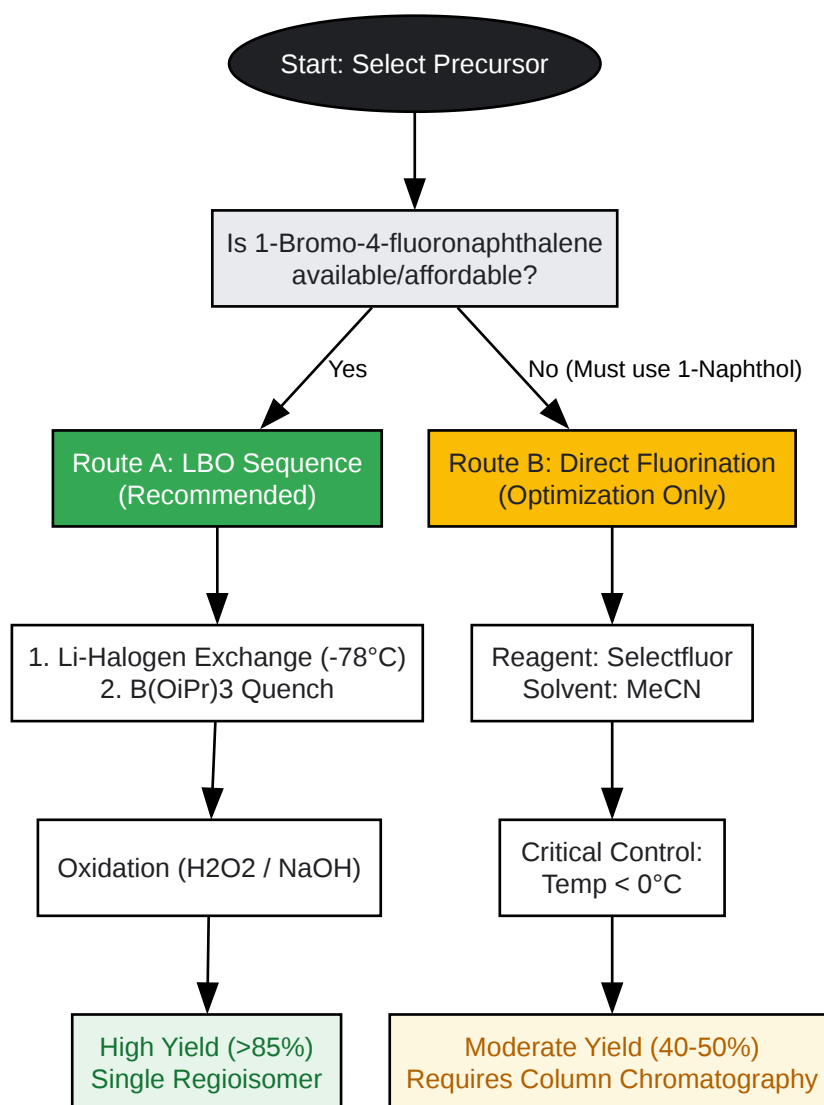 Start: Select Precursor
Is 1-Bromo-4-fluoronaphthalene
available/affordable?
Yes
No (Must use 1-Naphthol)
Route A: LBO Sequence
(Recommended)
Route B: Direct Fluorination
(Optimization Only)
1. Li-Halogen Exchange (-78°C)
2. B(OiPr)3 Quench
Reagent: Selectfluor
Solvent: MeCN
Oxidation (H2O2 / NaOH)
Critical Control:
Temp < 0°C
High Yield (>85%)
Single Regioisomer
Moderate Yield (40-50%)
Requires Column Chromatography